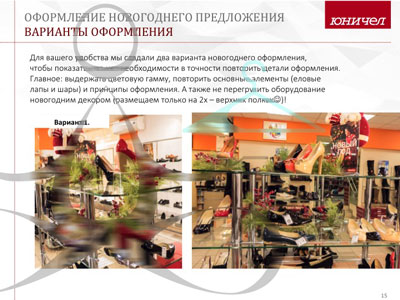 ОФОРМЛЕНИЕ НОВОГОДНЕГО ПРЕДЛОЖЕНИЯ
ВАРИАНТЫ ОФОРМЛЕНИЯ
ЮНИЧЕЛ
Для вашего удобства мы создали два варианта новогоднего оформления,
чтобы необходимости в точности повторить детали оформления.
Главное: выдержать цветовую гамму, повторить основные элементы (еловые
лапы и шары) и принципы оформления. А также не перегрузить оборудование
новогодним декором (размещаем только на 2х – верхних полках☺)!
Вариант 1.
НОВЫЙ
ГОД
15